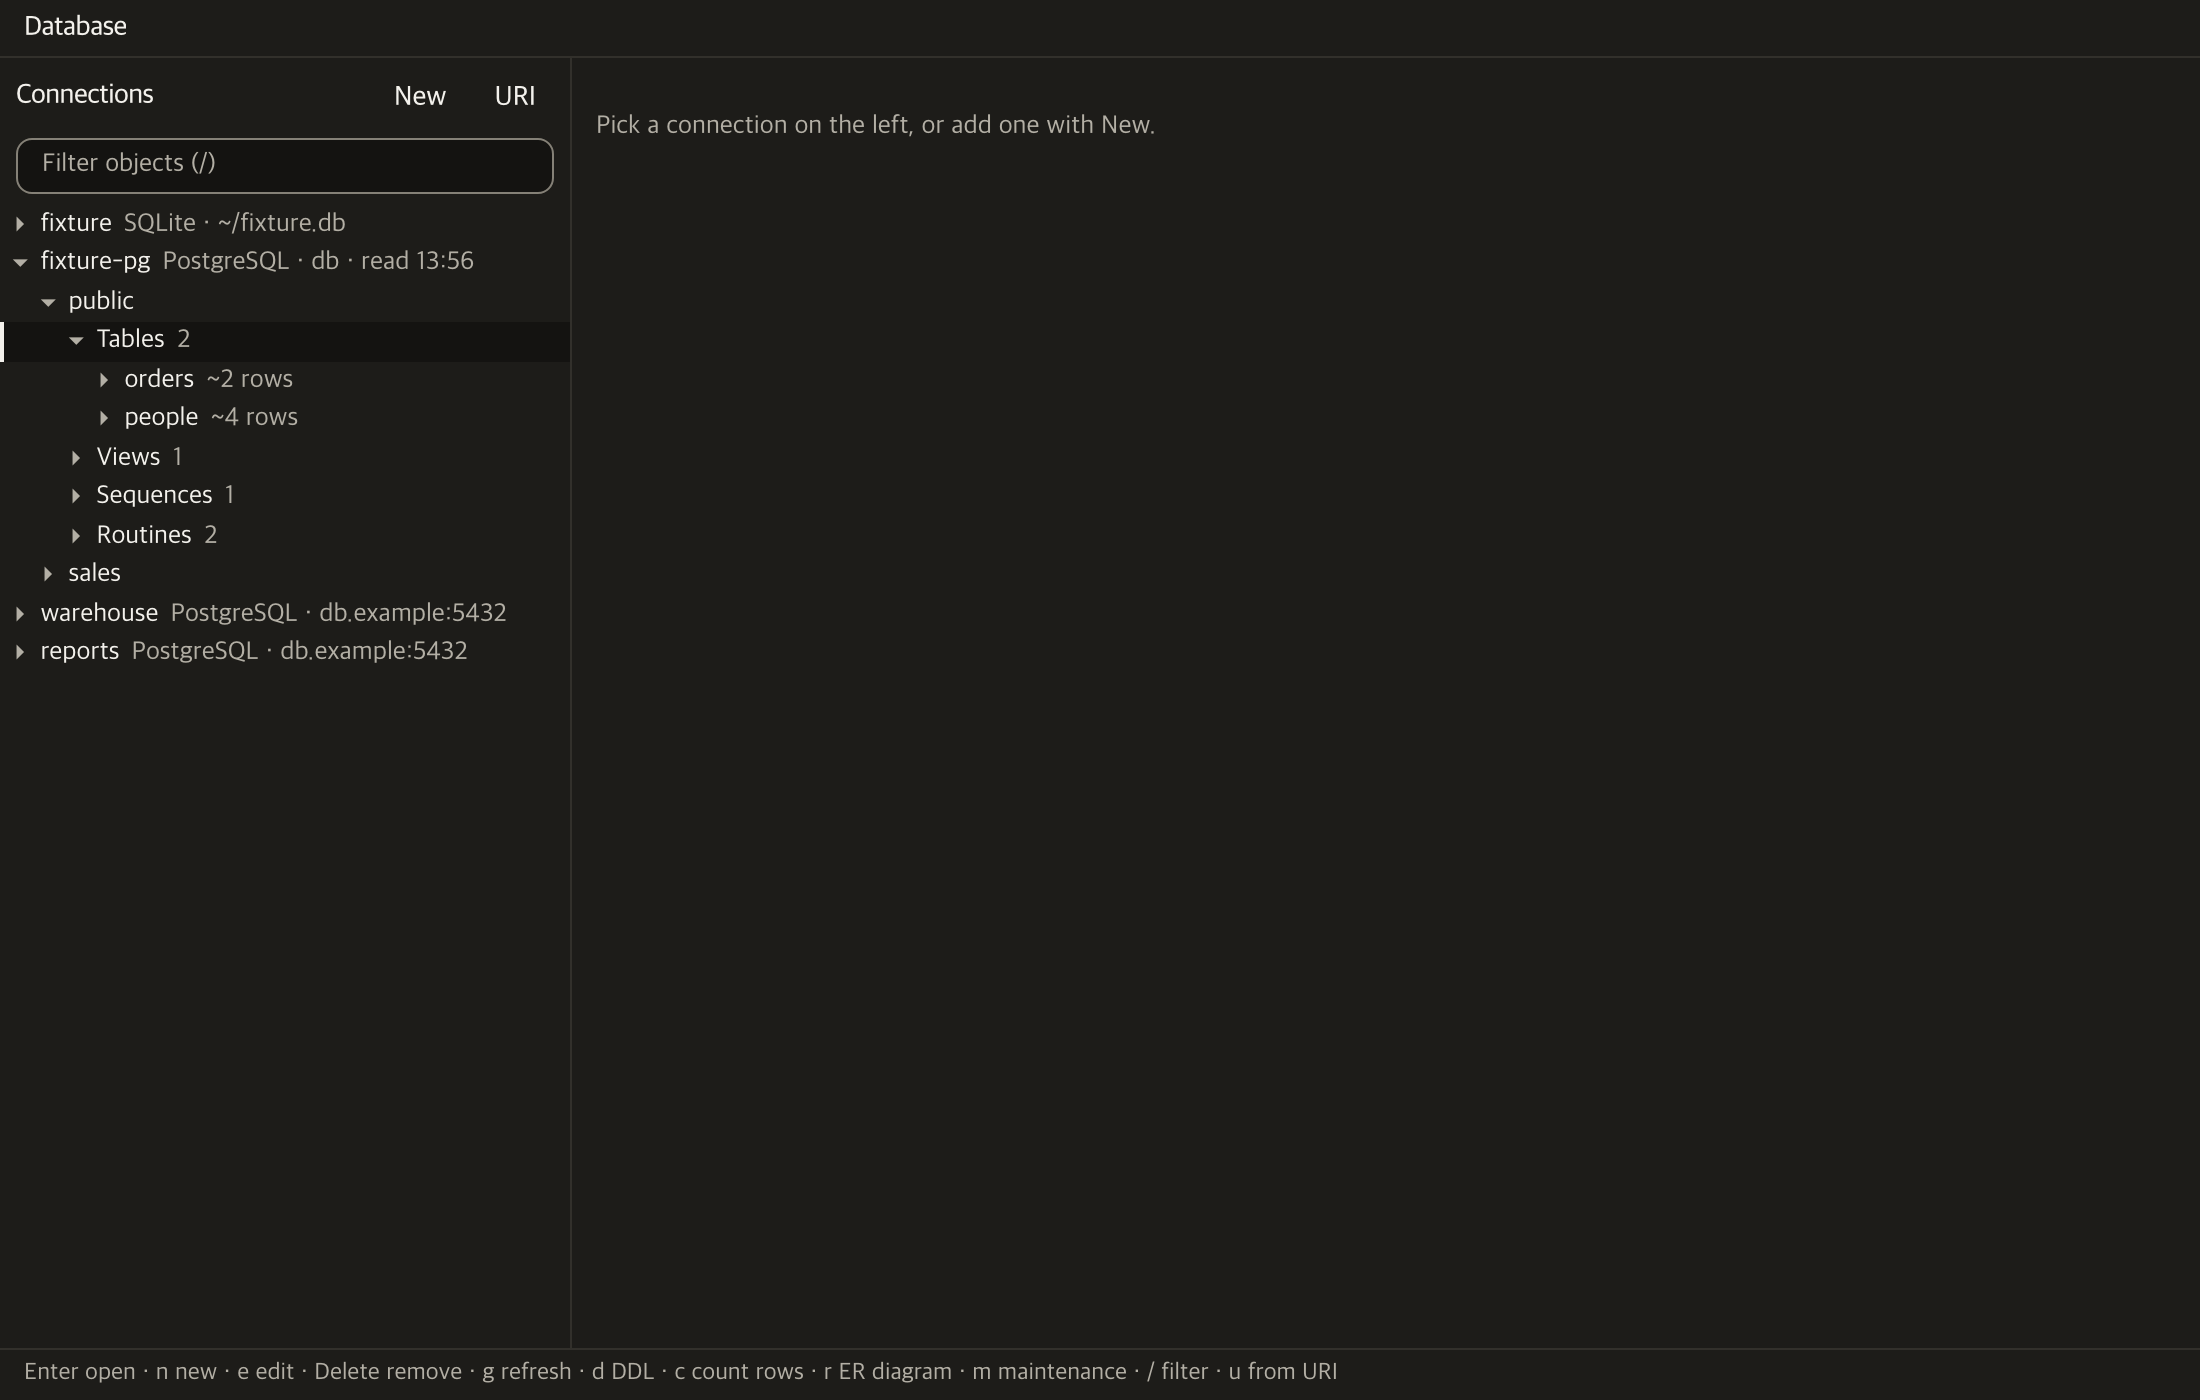 Database
Connections New URI
Filter objects (/)
Pick a connection on the left, or add one with New.
fixture SQLite · ~/fixture.db
fixture-pg PostgreSQL · db · read 13:56
public
Tables 2
orders ~2 rows
people ~4 rows
Views 1
Sequences 1
Routines 2
sales
warehouse PostgreSQL · db.example:5432
reports PostgreSQL · db.example:5432
Enter open · n new · e edit · Delete remove · g refresh · d DDL · c count rows · r ER diagram · m maintenance · / filter · u from URI